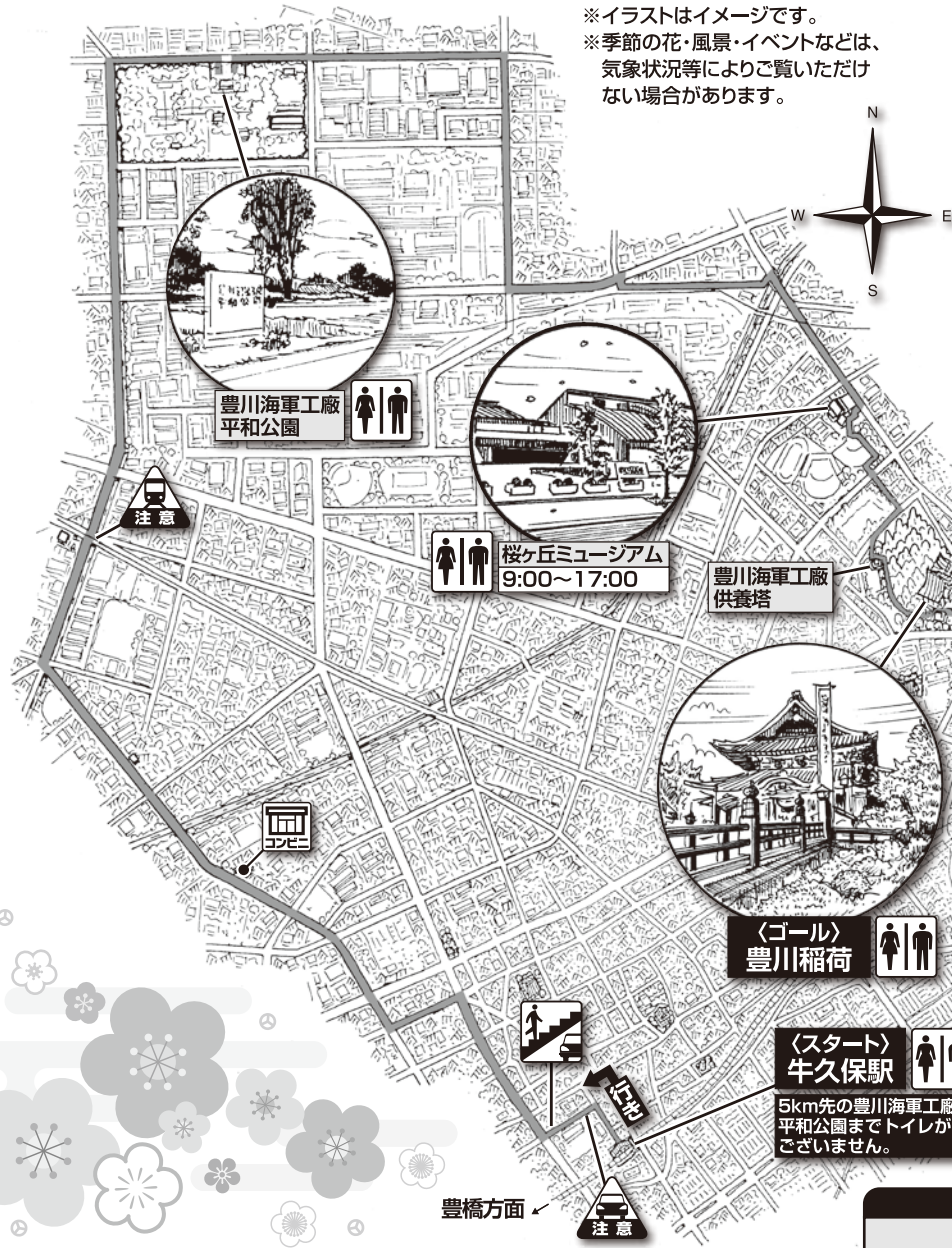 ※イラストはイメージです。
※季節の花・風景・イベントなどは、
気象状況等によりご覧いただけ
ない場合があります。
N
W
E
S
豊川海軍工廠
平和公園
注意
桜ヶ丘ミュージアム
9:00〜17:00
豊川海軍工廠
供養塔
コンビニ
〈ゴール〉
豊川稲荷
〈スタート〉
牛久保駅
行き
5km先の豊川海軍工廠
平和公園までトイレが
ございません。
豊橋方面
注意